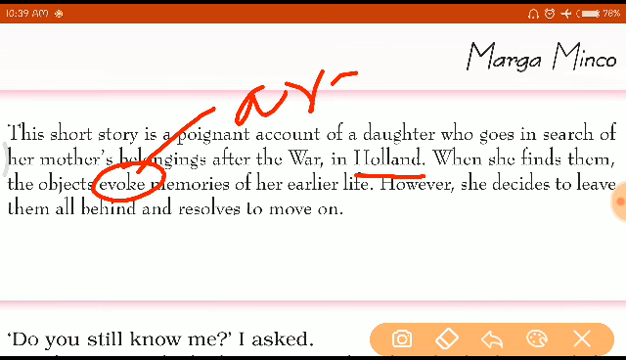 10:39 AM
78%
Marga Minco
This short story is a poignant account of a daughter who goes in search of
her mother's belongings after the War, in Holland. When she finds them,
the objects evoke memories of her earlier life. However, she decides to leave
them all behind and resolves to move on.
'Do you still know me?' I asked.